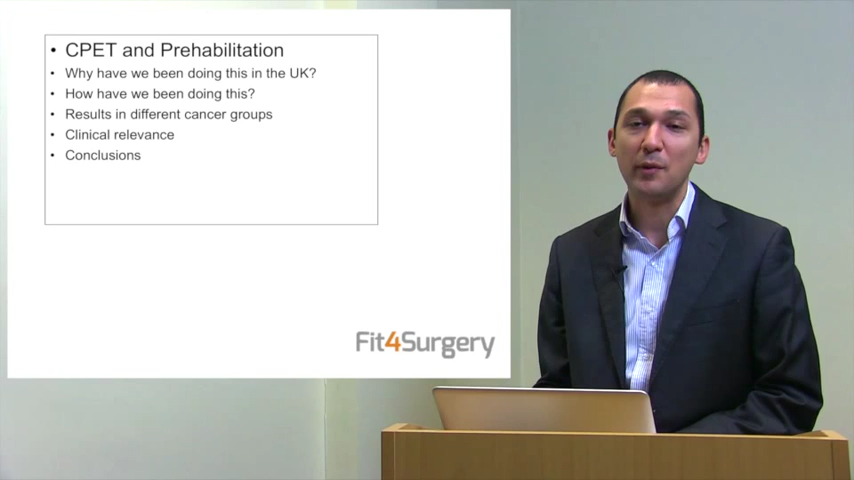 • CPET and Prehabilitation
• Why have we been doing this in the UK?
• How have we been doing this?
• Results in different cancer groups
• Clinical relevance
• Conclusions
Fit4Surgery